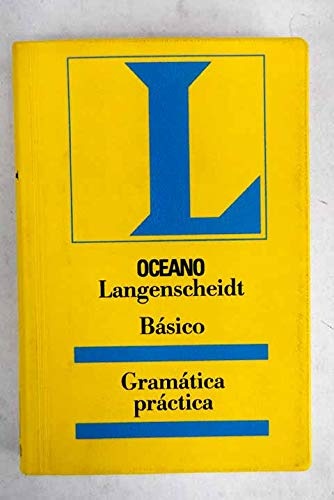 L
OCEANO
Langenscheidt
Básico
Gramática
práctica